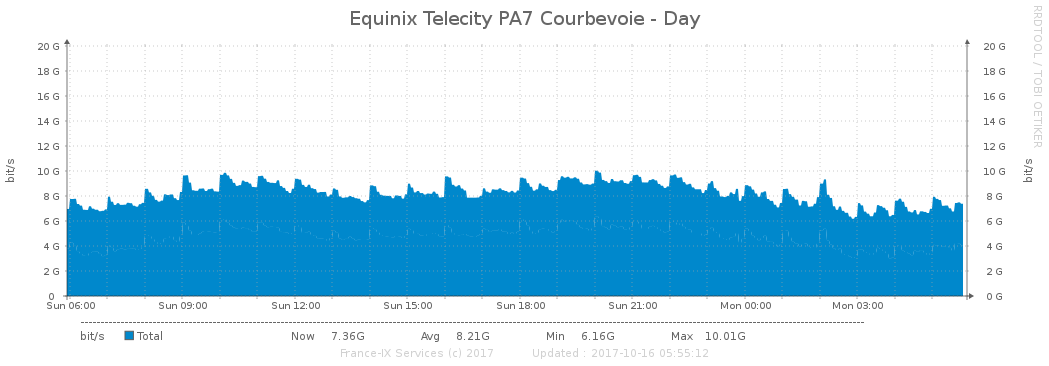 Equinix Telecity PA7 Courbevoie - Day
RRDTOOL / TOBI OETIKER
bit/s
20 G
18 G
16 G
14 G
12 G
10 G
8 G
6 G
4 G
2 G
0
20 G
18 G
16 G
14 G
12 G
10 G
8 G
6 G
4 G
2 G
0 G
bit/s
Sun 06:00 Sun 09:00 Sun 12:00 Sun 15:00 Sun 18:00 Sun 21:00 Mon 00:00 Mon 03:00
bit/s Total Now 7.36G Avg 8.21G Min 6.16G Max 10.01G
France-IX Services (c) 2017 Updated : 2017-10-16 05:55:12